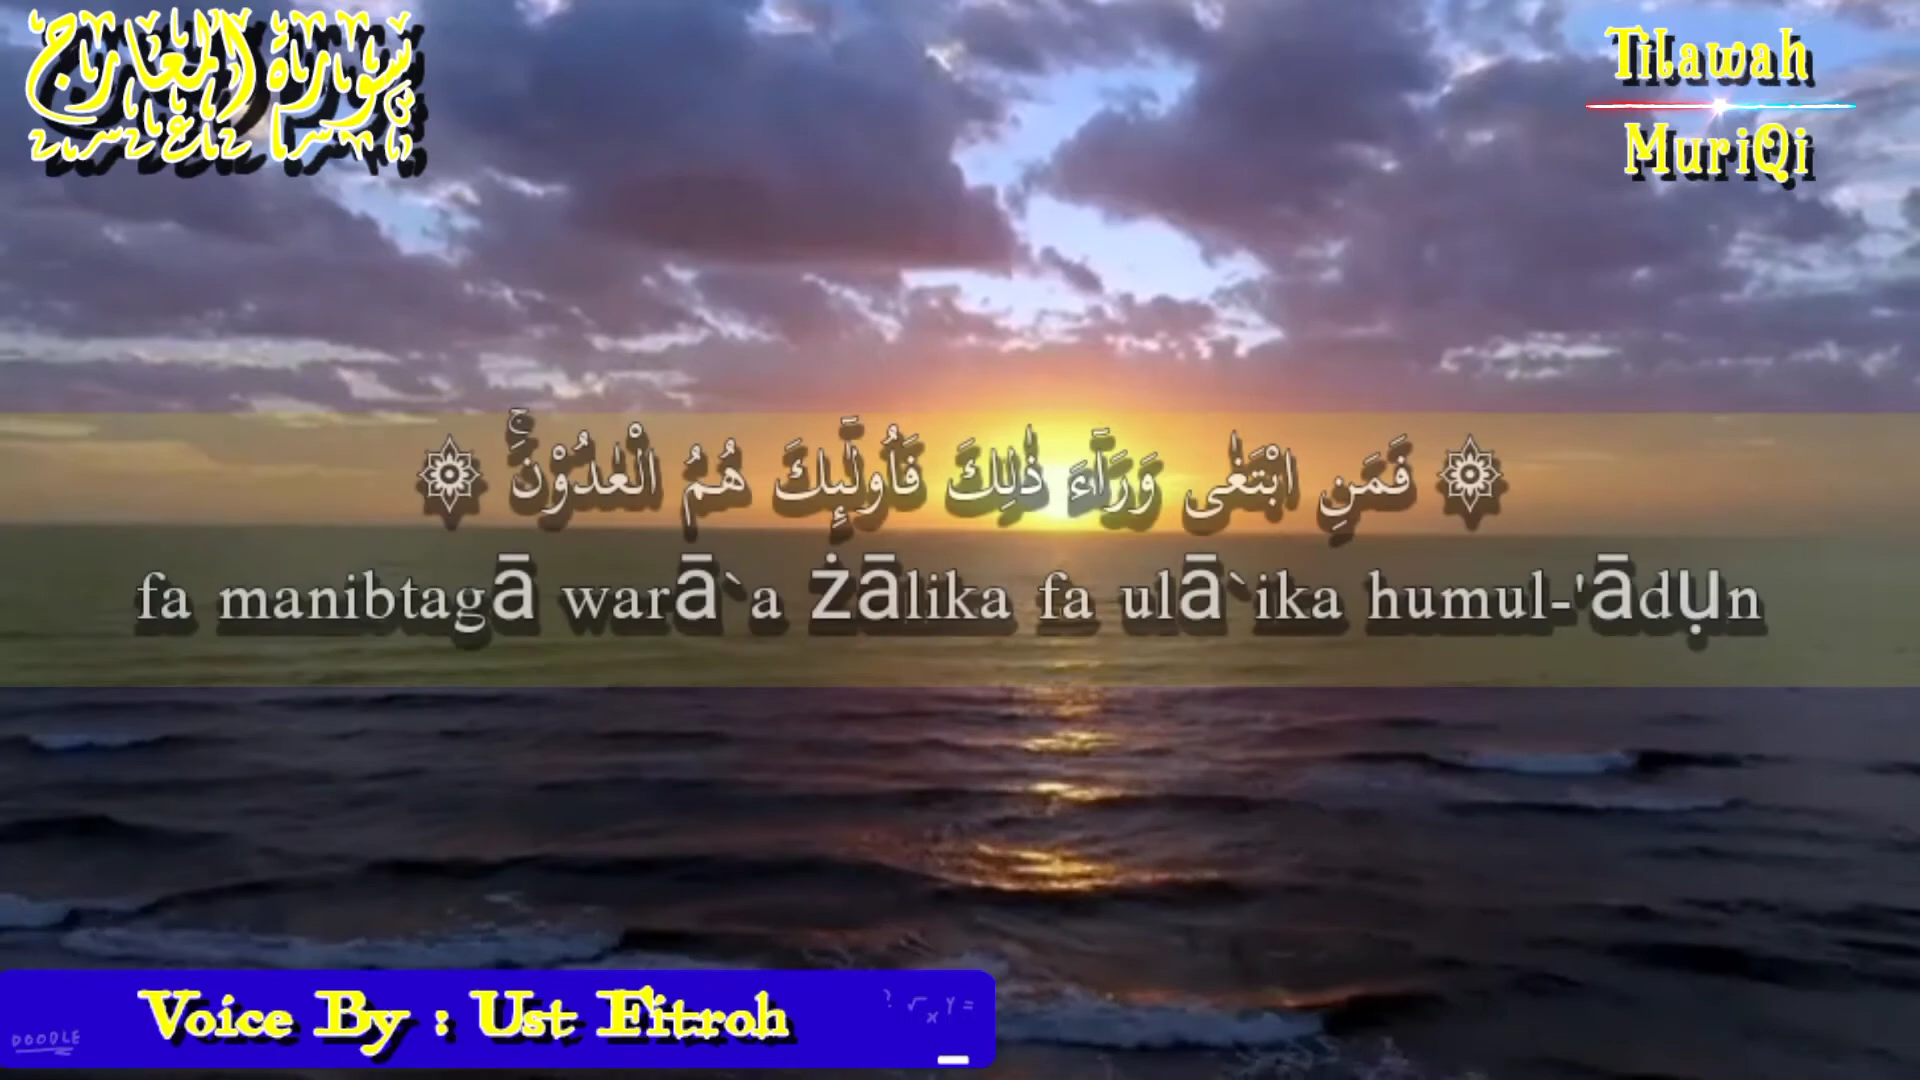 سورة المعارج
Tilawah
MuriQi
۞ فَمَنِ ابْتَغٰى وَرَاۤءَ ذٰلِكَ فَاُولٰۤىِٕكَ هُمُ الْعٰدُوْنَۚ ۞
fa manibtagā warā`a żālika fa ulā`ika humul-'ādụn
Voice By : Ust Fitroh
DOODLE
? √x Y =